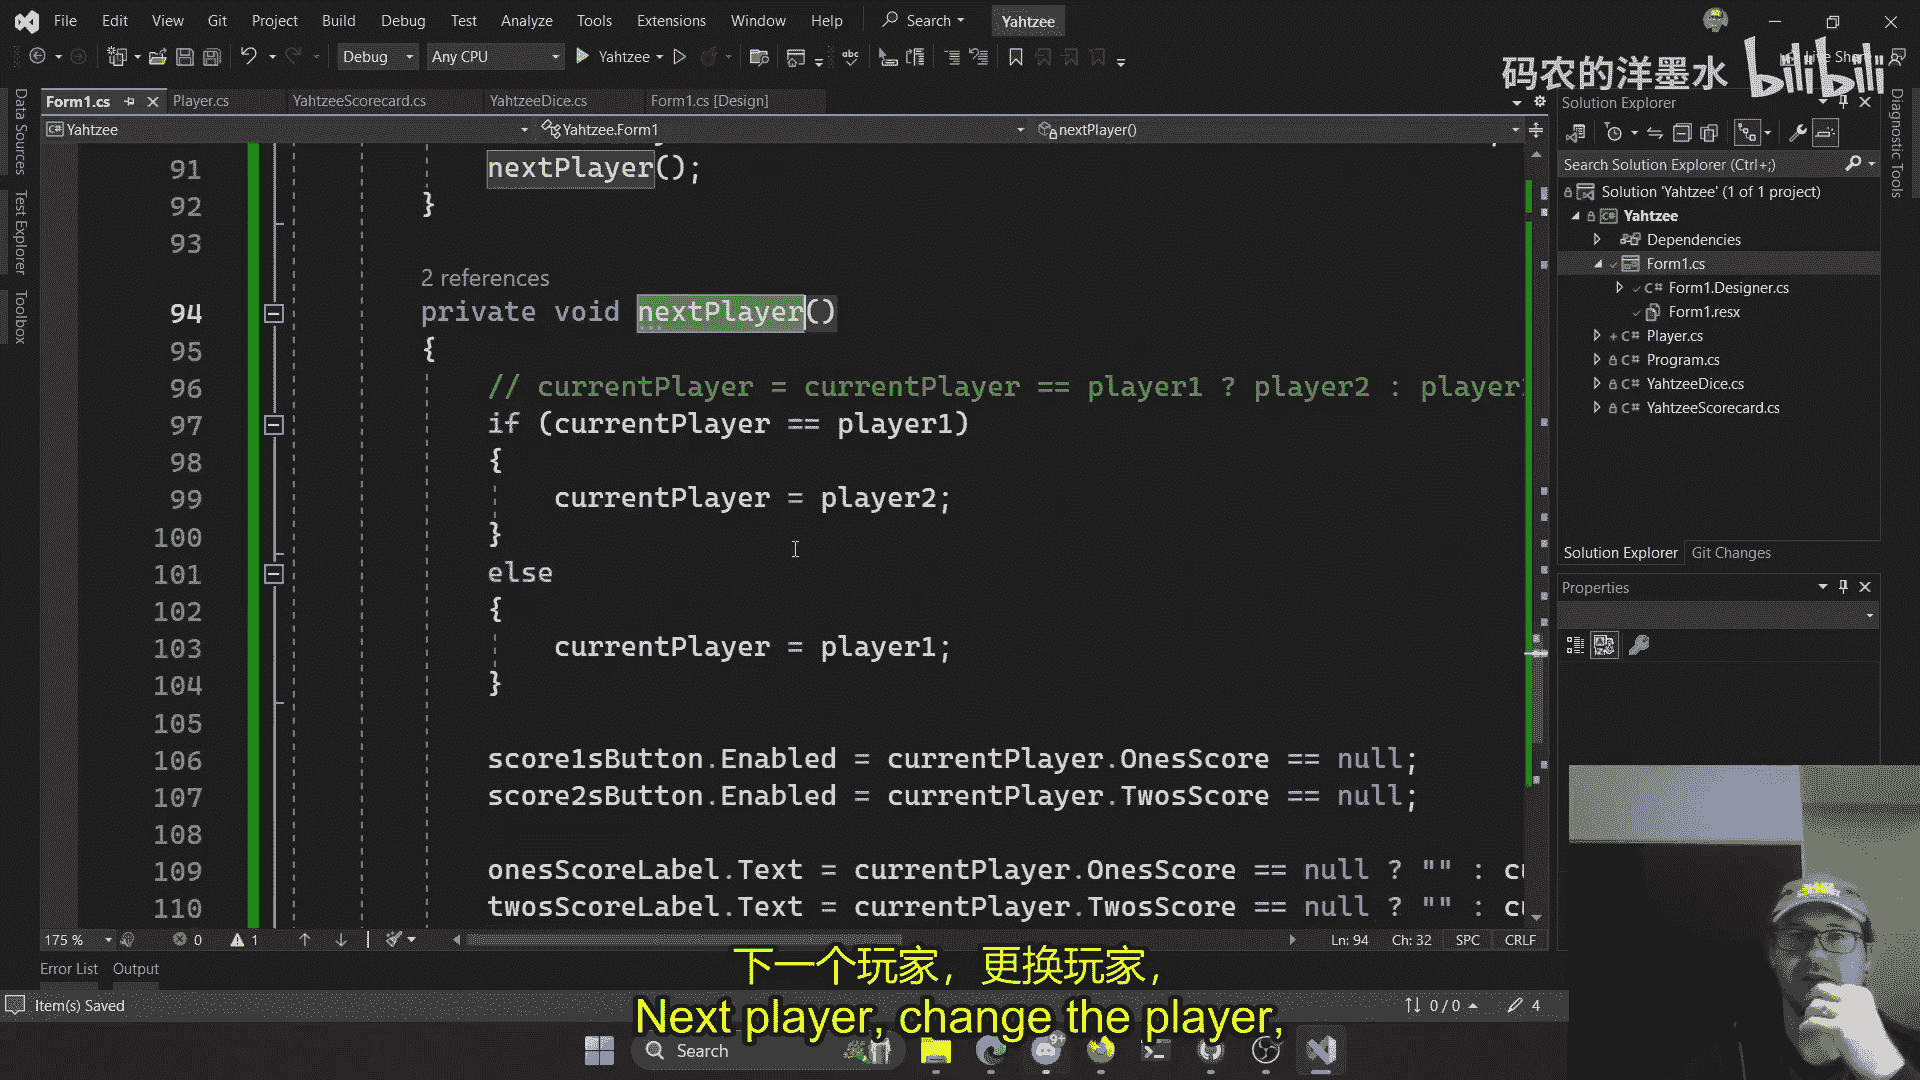 File Edit View Git Project Build Debug Test Analyze Tools Extensions Window Help Search Yahtzee
Debug Any CPU Yahtzee
码农的洋墨水 bilibili
Form1.cs Player.cs YahtzeeScorecard.cs YahtzeeDice.cs Form1.cs [Design]
Yahtzee Yahtzee.Form1 nextPlayer()
Data Sources
Test Explorer
Toolbox
91 nextPlayer();
92 }
93
2 references
94 private void nextPlayer()
95 {
96 // currentPlayer = currentPlayer == player1 ? player2 : player
97 if (currentPlayer == player1)
98 {
99 currentPlayer = player2;
100 }
101 else
102 {
103 currentPlayer = player1;
104 }
105
106 score1sButton.Enabled = currentPlayer.OnesScore == null;
107 score2sButton.Enabled = currentPlayer.TwosScore == null;
108
109 onesScoreLabel.Text = currentPlayer.OnesScore == null ? "" : cu
110 twosScoreLabel.Text = currentPlayer.TwosScore == null ? "" : cu
175 % 0 1 Ln: 94 Ch: 32 SPC CRLF
Error List Output
Item(s) Saved 0 / 0 4
Solution Explorer
Search Solution Explorer (Ctrl+;)
Solution 'Yahtzee' (1 of 1 project)
Yahtzee
Dependencies
Form1.cs
C# Form1.Designer.cs
Form1.resx
C# Player.cs
C# Program.cs
C# YahtzeeDice.cs
C# YahtzeeScorecard.cs
Solution Explorer Git Changes
Properties
Diagnostic Tools
下一个玩家，更换玩家，
Next player, change the player,
Search 9+